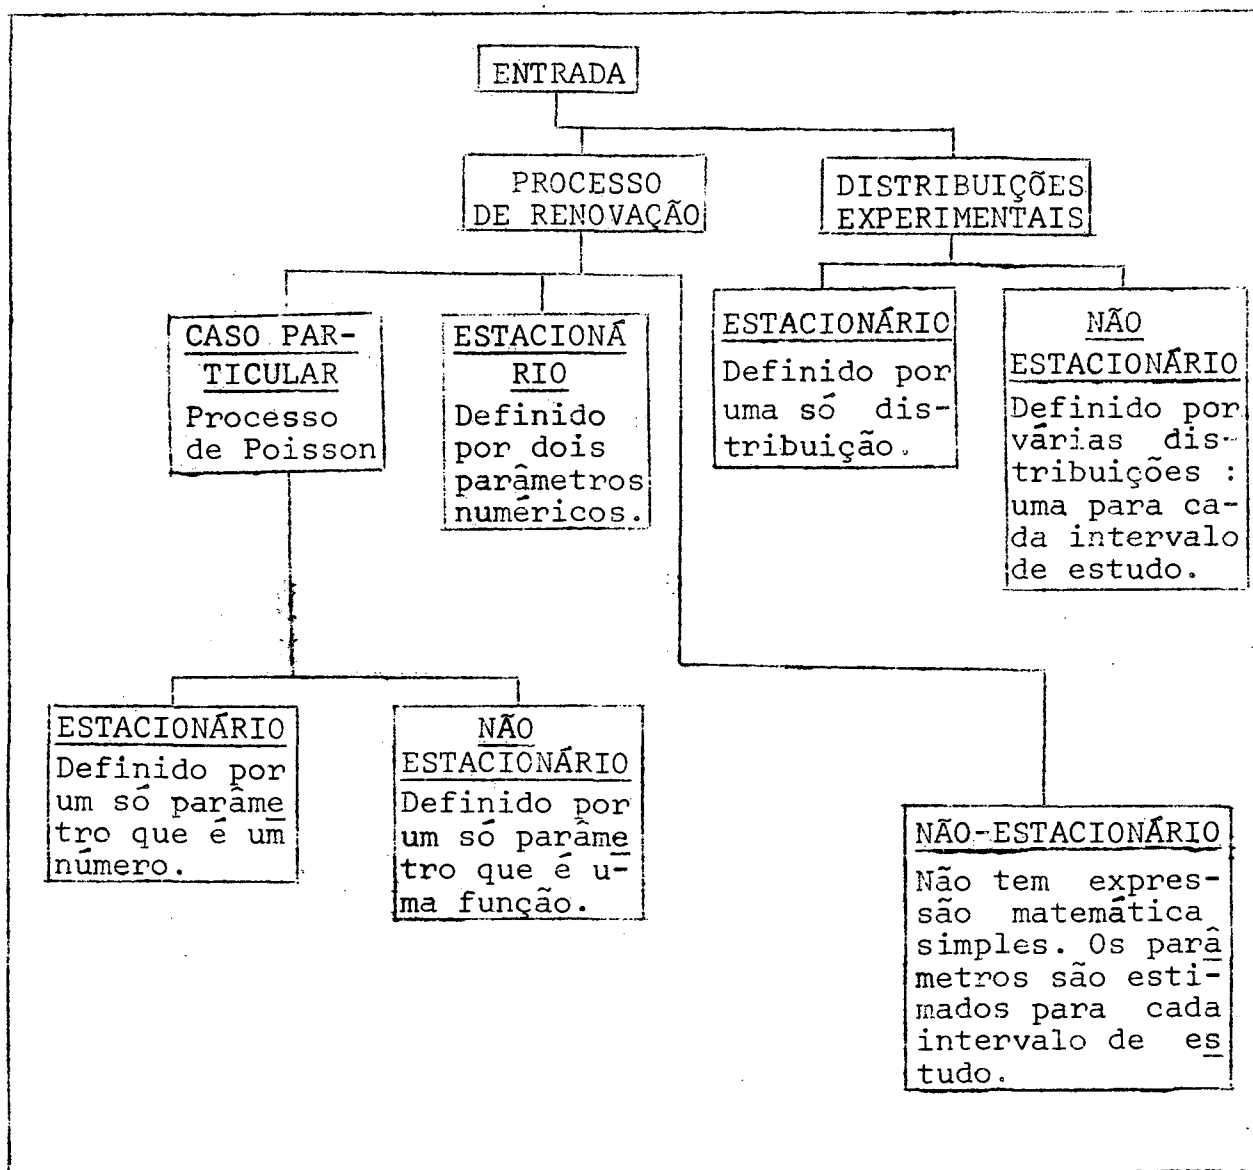 ENTRADA
PROCESSO
DE RENOVAÇÃO
DISTRIBUIÇÕES
EXPERIMENTAIS
CASO PAR-
TICULAR
Processo
de Poisson
ESTACIONÁ
RIO
Definido
por dois
parâmetros
numéricos.
ESTACIONÁRIO
Definido por
uma só dis-
tribuição.
NÃO
ESTACIONÁRIO
Definido por
várias dis-
tribuições :
uma para ca-
da intervalo
de estudo.
ESTACIONÁRIO
Definido por
um só parâme
tro que é um
número.
NÃO
ESTACIONÁRIO
Definido por
um só parâme
tro que é u-
ma função.
NÃO-ESTACIONÁRIO
Não tem expres-
são matemática
simples. Os parâ
metros são esti-
mados para cada
intervalo de es
tudo.